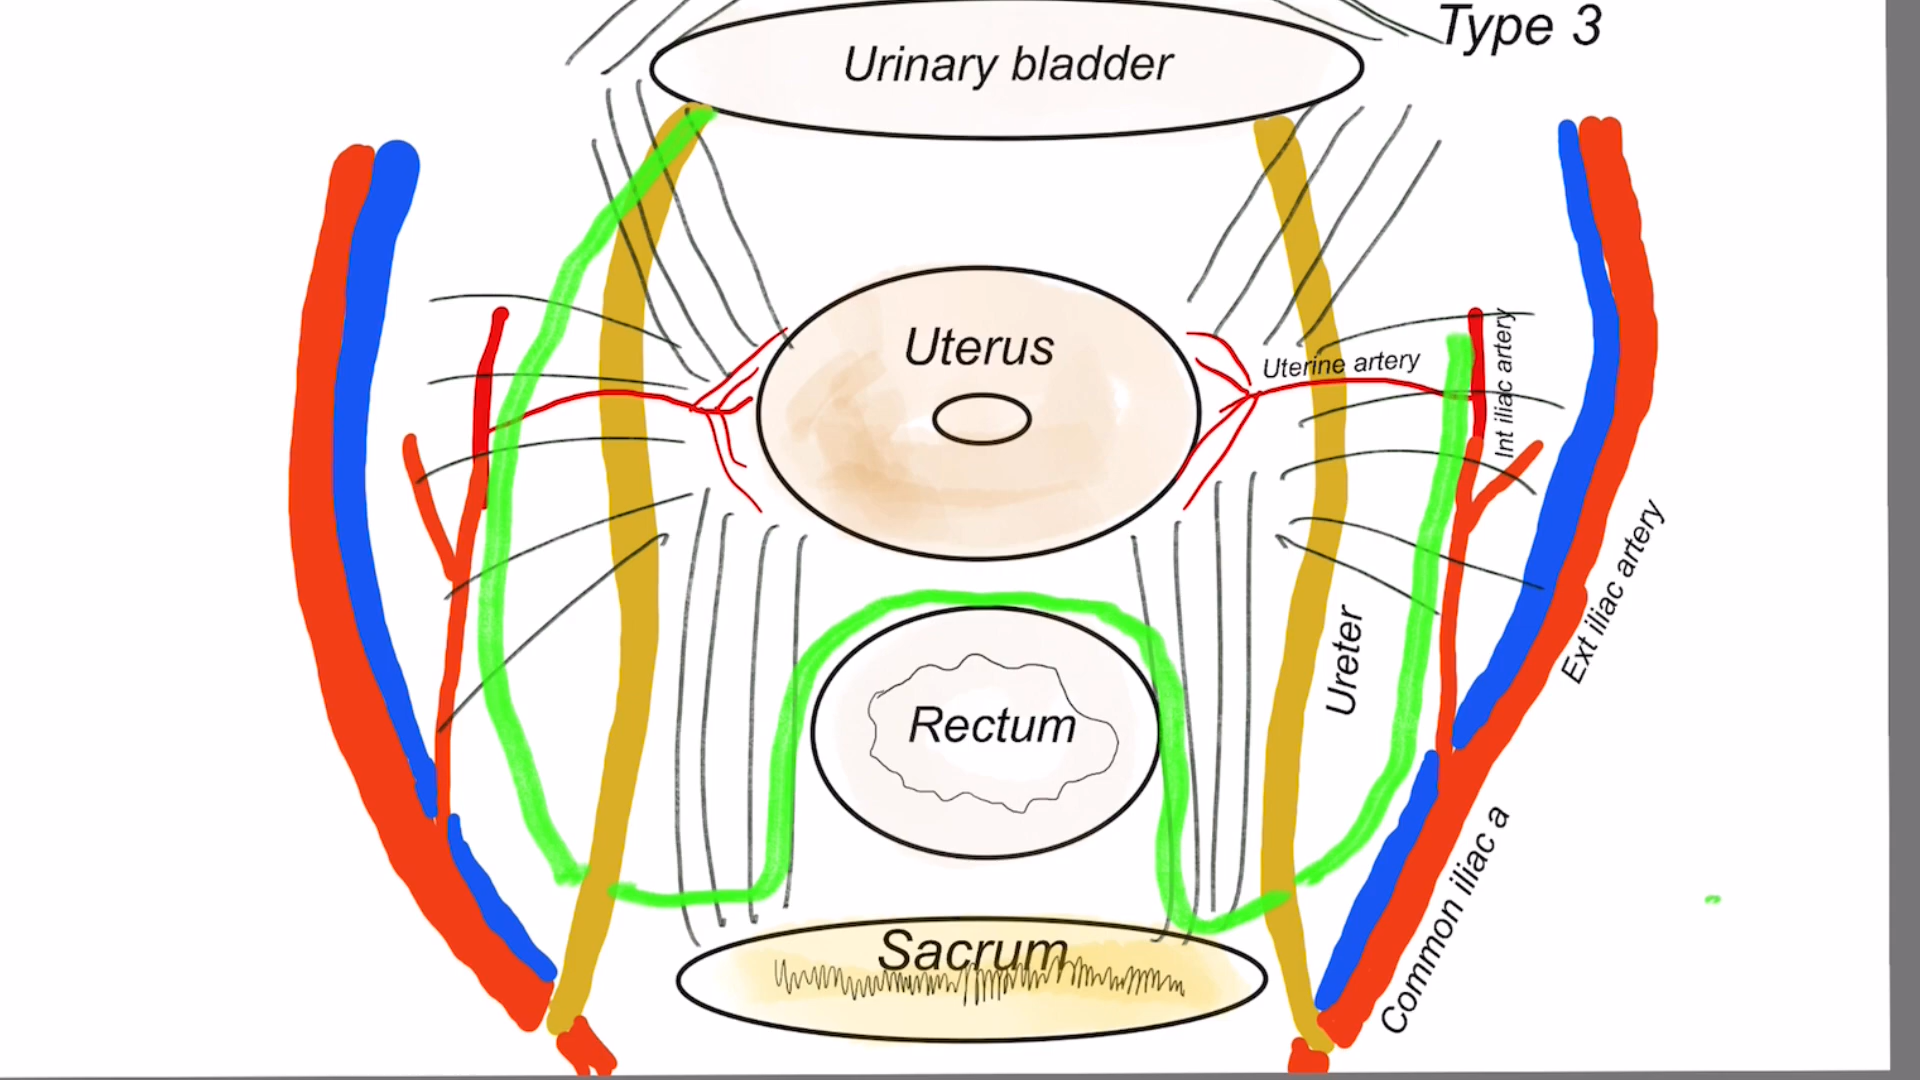 Type 3
Urinary bladder
Uterus
Uterine artery
Int iliac artery
Ext iliac artery
Ureter
Rectum
Common iliac a
Sacrum